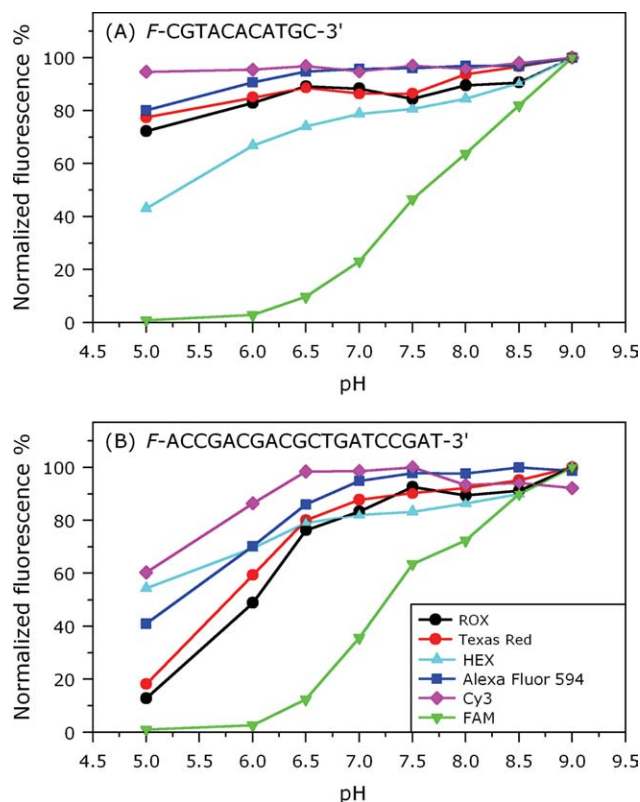 (A) F-CGTACACATGC-3'
Normalized fluorescence %
100
80
60
40
20
0
4.5 5.0 5.5 6.0 6.5 7.0 7.5 8.0 8.5 9.0 9.5
pH
(B) F-ACCGACGACGCTGATCCGAT-3'
Normalized fluorescence %
100
80
60
40
20
0
ROX
Texas Red
HEX
Alexa Fluor 594
Cy3
FAM
4.5 5.0 5.5 6.0 6.5 7.0 7.5 8.0 8.5 9.0 9.5
pH